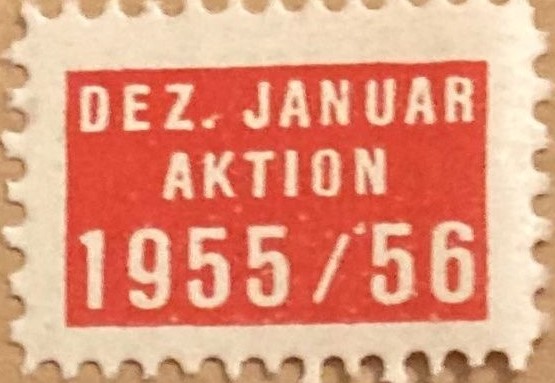 DEZ. JANUAR
AKTION
1955/56